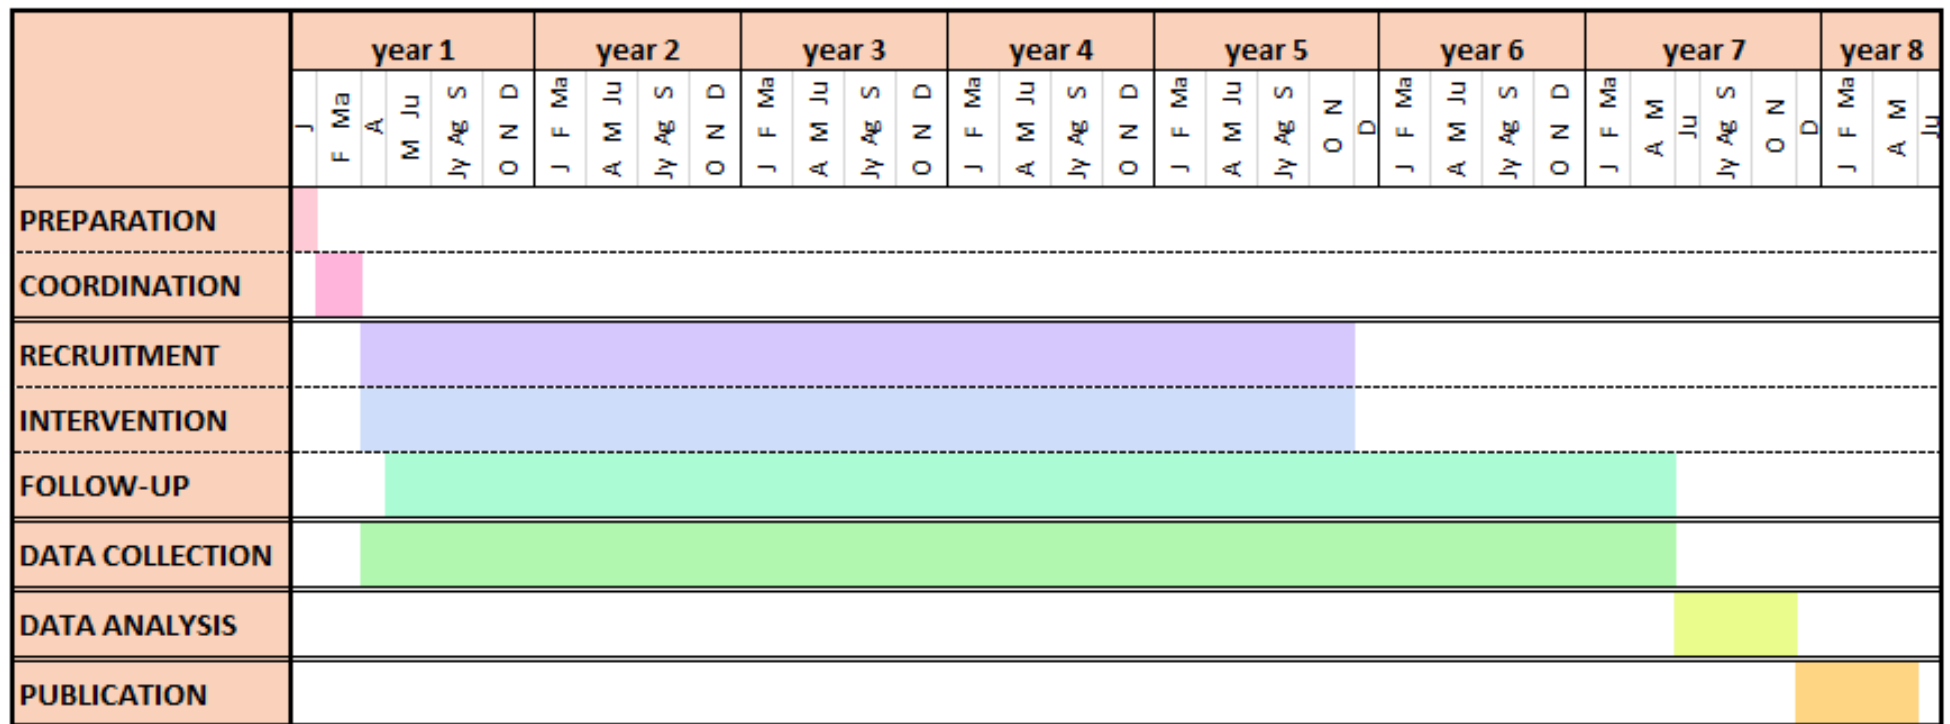 year 1 year 2 year 3 year 4 year 5 year 6 year 7 year 8
J F Ma A M Ju Jy Ag S O N D J F Ma A M Ju Jy Ag S O N D J F Ma A M Ju Jy Ag S O N D J F Ma A M Ju Jy Ag S O N D J F Ma A M Ju Jy Ag S O N D J F Ma A M Ju Jy Ag S O N D J F Ma A M Ju Jy Ag S O N D J F Ma A M Ju
PREPARATION
COORDINATION
RECRUITMENT
INTERVENTION
FOLLOW-UP
DATA COLLECTION
DATA ANALYSIS
PUBLICATION